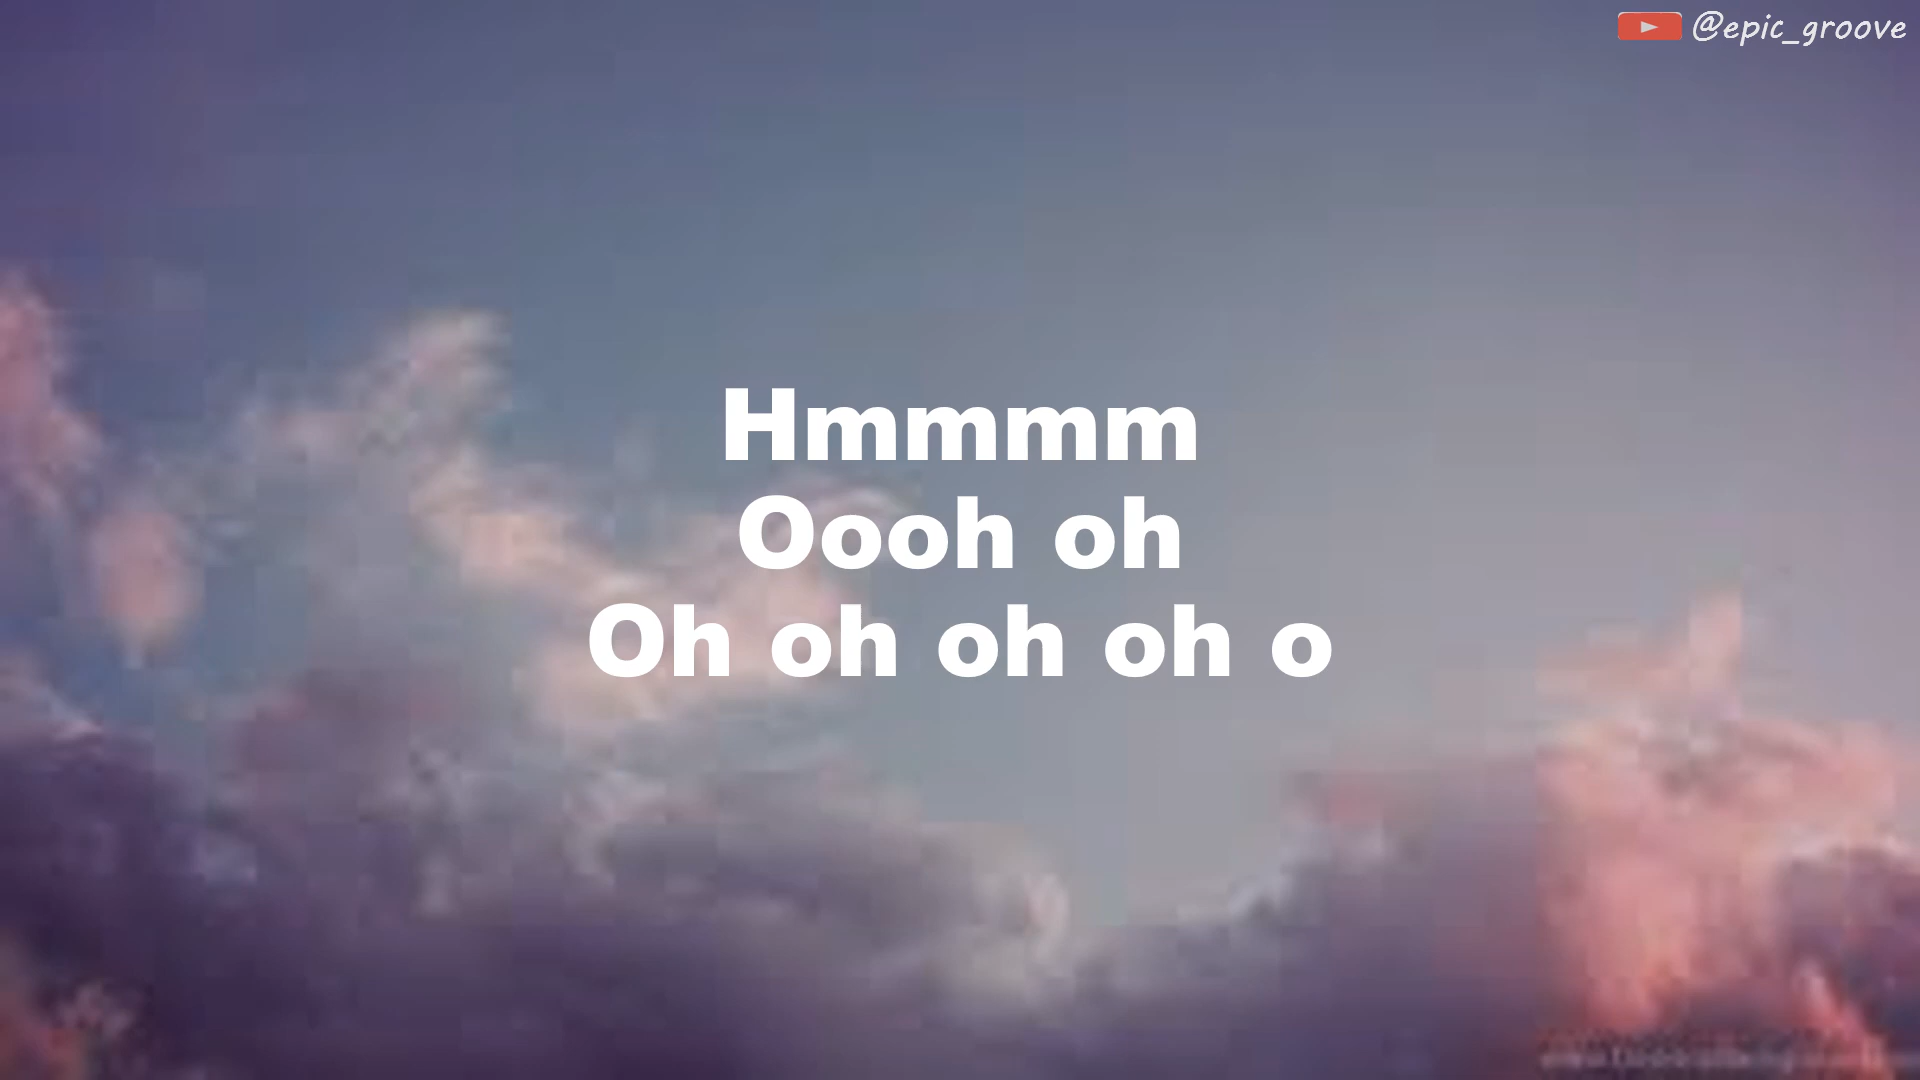 @epic_groove
Hmmmm
Oooh oh
Oh oh oh oh o